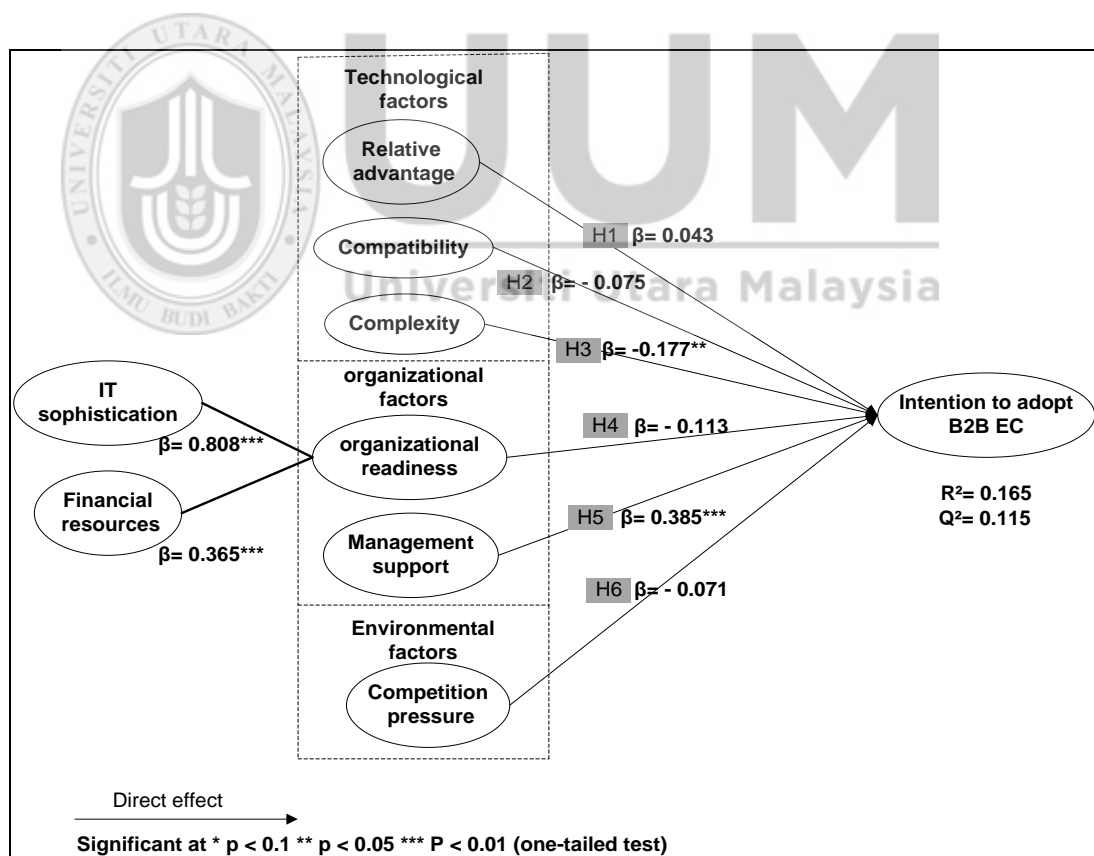 UNIVERSITI UTARA MALAYSIA
ILMU BUDI BAKTI
UUM
Universiti Utara Malaysia
Technological
factors
Relative
advantage
H1 β= 0.043
Compatibility
H2 β= - 0.075
Complexity
H3 β= -0.177**
IT
sophistication
β= 0.808***
Financial
resources
β= 0.365***
organizational
factors
organizational
readiness
H4 β= - 0.113
Management
support
H5 β= 0.385***
Environmental
factors
Competition
pressure
H6 β= - 0.071
Intention to adopt
B2B EC
R²= 0.165
Q²= 0.115
Direct effect
Significant at * p < 0.1 ** p < 0.05 *** P < 0.01 (one-tailed test)